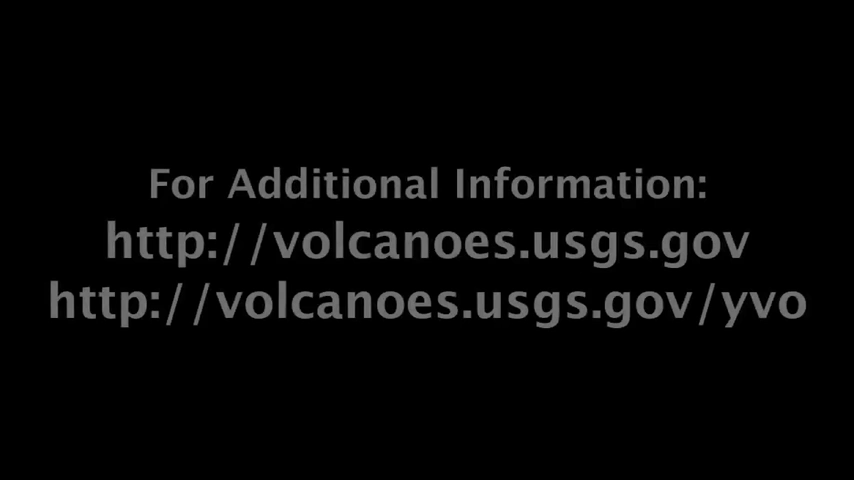 For Additional Information:
http://volcanoes.usgs.gov
http://volcanoes.usgs.gov/yvo